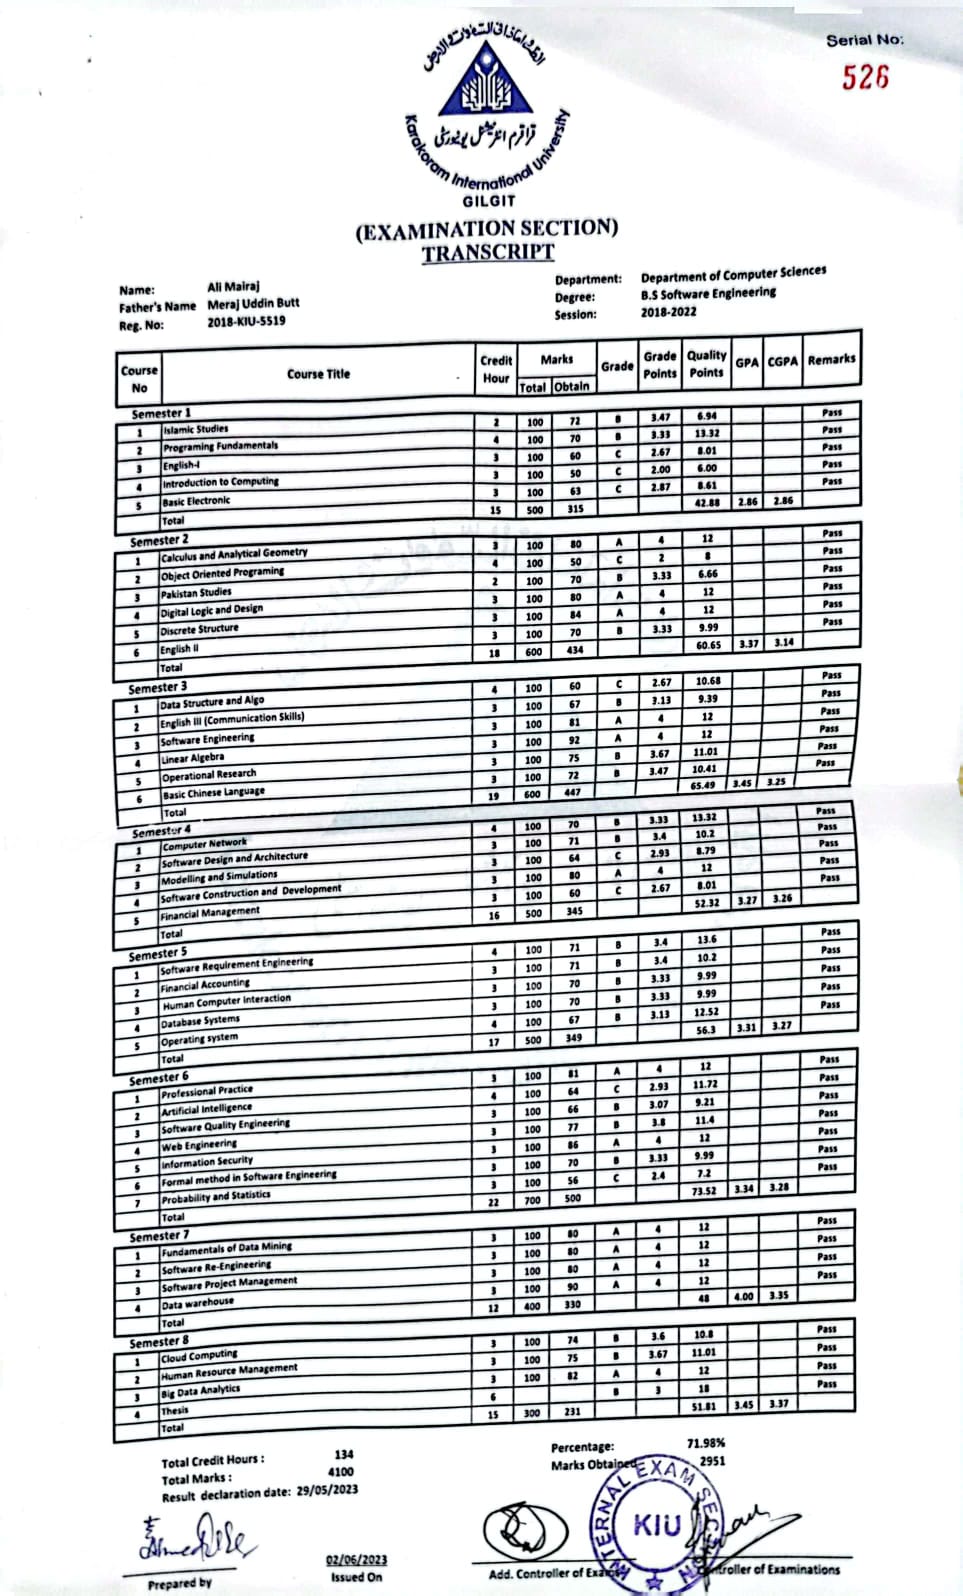 Serial No:
526
قراقرم انٹرنیشنل یونیورسٹی
Karakoram International University
GILGIT
(EXAMINATION SECTION)
TRANSCRIPT
Name: Ali Mairaj Department: Department of Computer Sciences
Father's Name Meraj Uddin Butt Degree: B.S Software Engineering
Reg. No: 2018-KIU-5519 Session: 2018-2022
Course No Course Title Credit Hour Marks Total Obtain Grade Grade Points Quality Points GPA CGPA Remarks
Semester 1
1 Islamic Studies 2 100 72 B 3.47 6.94 Pass
2 Programing Fundamentals 4 100 70 B 3.33 13.32 Pass
3 English-I 3 100 60 C 2.67 8.01 Pass
4 Introduction to Computing 3 100 50 C 2.00 6.00 Pass
5 Basic Electronic 3 100 63 C 2.87 8.61 Pass
Total 15 500 315 42.88 2.86 2.86
Semester 2
1 Calculus and Analytical Geometry 3 100 80 A 4 12 Pass
2 Object Oriented Programing 4 100 50 C 2 8 Pass
3 Pakistan Studies 2 100 70 B 3.33 6.66 Pass
4 Digital Logic and Design 3 100 80 A 4 12 Pass
5 Discrete Structure 3 100 84 A 4 12 Pass
6 English II 3 100 70 B 3.33 9.99 Pass
Total 18 600 434 60.65 3.37 3.14
Semester 3
1 Data Structure and Algo 4 100 60 C 2.67 10.68 Pass
2 English III (Communication Skills) 3 100 67 B 3.13 9.39 Pass
3 Software Engineering 3 100 81 A 4 12 Pass
4 Linear Algebra 3 100 92 A 4 12 Pass
5 Operational Research 3 100 75 B 3.67 11.01 Pass
6 Basic Chinese Language 3 100 72 B 3.47 10.41 Pass
Total 19 600 447 65.49 3.45 3.25
Semester 4
1 Computer Network 4 100 70 B 3.33 13.32 Pass
2 Software Design and Architecture 3 100 71 B 3.4 10.2 Pass
3 Modelling and Simulations 3 100 64 C 2.93 8.79 Pass
4 Software Construction and Development 3 100 80 A 4 12 Pass
5 Financial Management 3 100 60 C 2.67 8.01 Pass
Total 16 500 345 52.32 3.27 3.26
Semester 5
1 Software Requirement Engineering 4 100 71 B 3.4 13.6 Pass
2 Financial Accounting 3 100 71 B 3.4 10.2 Pass
3 Human Computer Interaction 3 100 70 B 3.33 9.99 Pass
4 Database Systems 3 100 70 B 3.33 9.99 Pass
5 Operating system 4 100 67 B 3.13 12.52 Pass
Total 17 500 349 56.3 3.31 3.27
Semester 6
1 Professional Practice 3 100 81 A 4 12 Pass
2 Artificial Intelligence 4 100 64 C 2.93 11.72 Pass
3 Software Quality Engineering 3 100 66 B 3.07 9.21 Pass
4 Web Engineering 3 100 77 B 3.8 11.4 Pass
5 Information Security 3 100 86 A 4 12 Pass
6 Formal method in Software Engineering 3 100 70 B 3.33 9.99 Pass
7 Probability and Statistics 3 100 56 C 2.4 7.2 Pass
Total 22 700 500 73.52 3.34 3.28
Semester 7
1 Fundamentals of Data Mining 3 100 80 A 4 12 Pass
2 Software Re-Engineering 3 100 80 A 4 12 Pass
3 Software Project Management 3 100 80 A 4 12 Pass
4 Data warehouse 3 100 90 A 4 12 Pass
Total 12 400 330 48 4.00 3.35
Semester 8
1 Cloud Computing 3 100 74 B 3.6 10.8 Pass
2 Human Resource Management 3 100 75 B 3.67 11.01 Pass
3 Big Data Analytics 3 100 82 A 4 12 Pass
4 Thesis 6 B 3 18 Pass
Total 15 300 231 51.81 3.45 3.37
Total Credit Hours : 134 Percentage: 71.98%
Total Marks : 4100 Marks Obtained 2951
Result declaration date: 29/05/2023
INTERNAL EXAM SECTION
KIU
02/06/2023
Prepared by Issued On Add. Controller of Exams Controller of Examinations